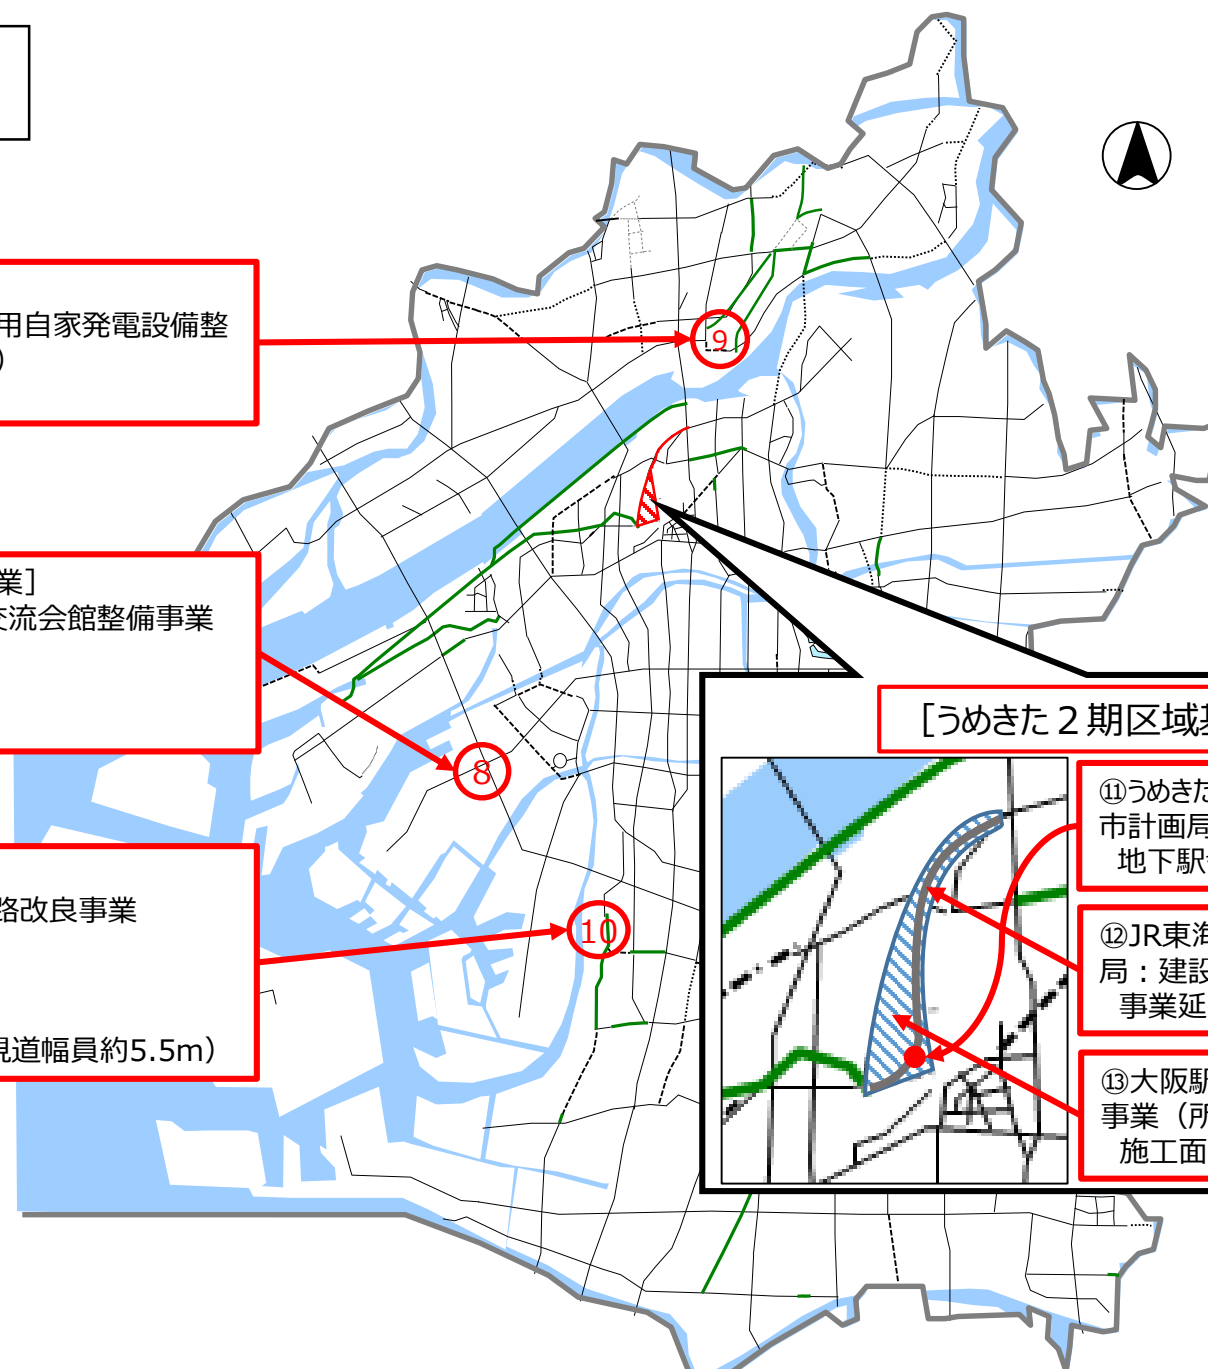 用自家発電設備整
）
9
業］
交流会館整備事業
8
路改良事業
10
現道幅員約5.5m）
［うめきた２期区域基
⑪うめきた
市計画局
地下駅
⑫JR東海
局：建設
事業延
⑬大阪駅
事業（所
施工面